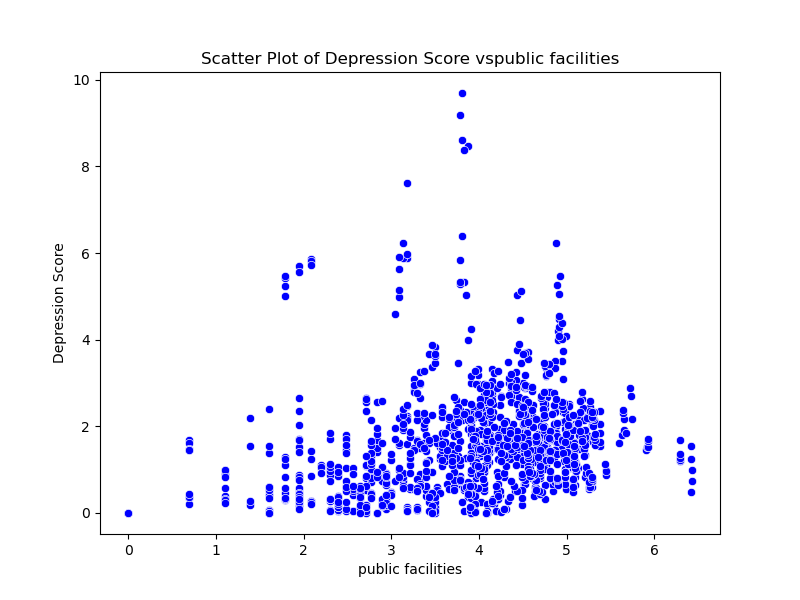 Scatter Plot of Depression Score vspublic facilities
10
8
6
4
2
0
Depression Score
0 1 2 3 4 5 6
public facilities